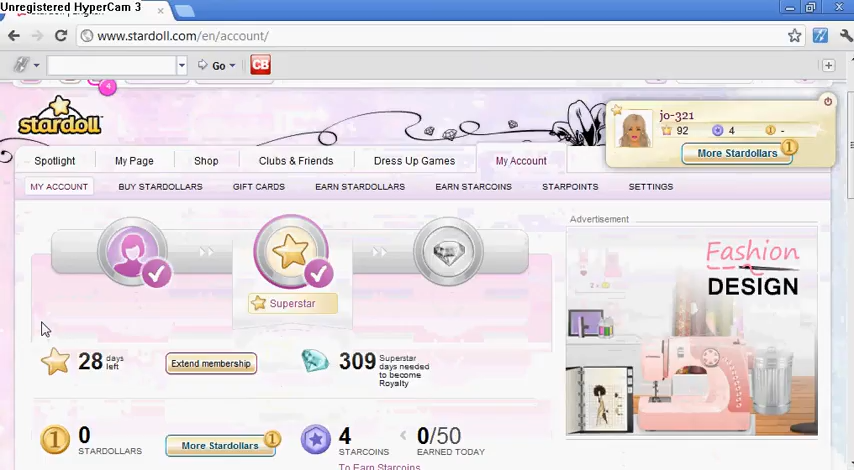 Unregistered HyperCam 3
www.stardoll.com/en/account/
Go
CB
4
stardoll
jo-321
92 4 -
More Stardollars 1
Spotlight My Page Shop Clubs & Friends Dress Up Games My Account
MY ACCOUNT BUY STARDOLLARS GIFT CARDS EARN STARDOLLARS EARN STARCOINS STARPOINTS SETTINGS
Advertisement
Superstar
Fashion
DESIGN
28 days left
Extend membership
309 Superstar
days needed
to become
Royalty
0
STARDOLLARS
More Stardollars 1
4
STARCOINS
0/50
EARNED TODAY
To Earn Starcoins